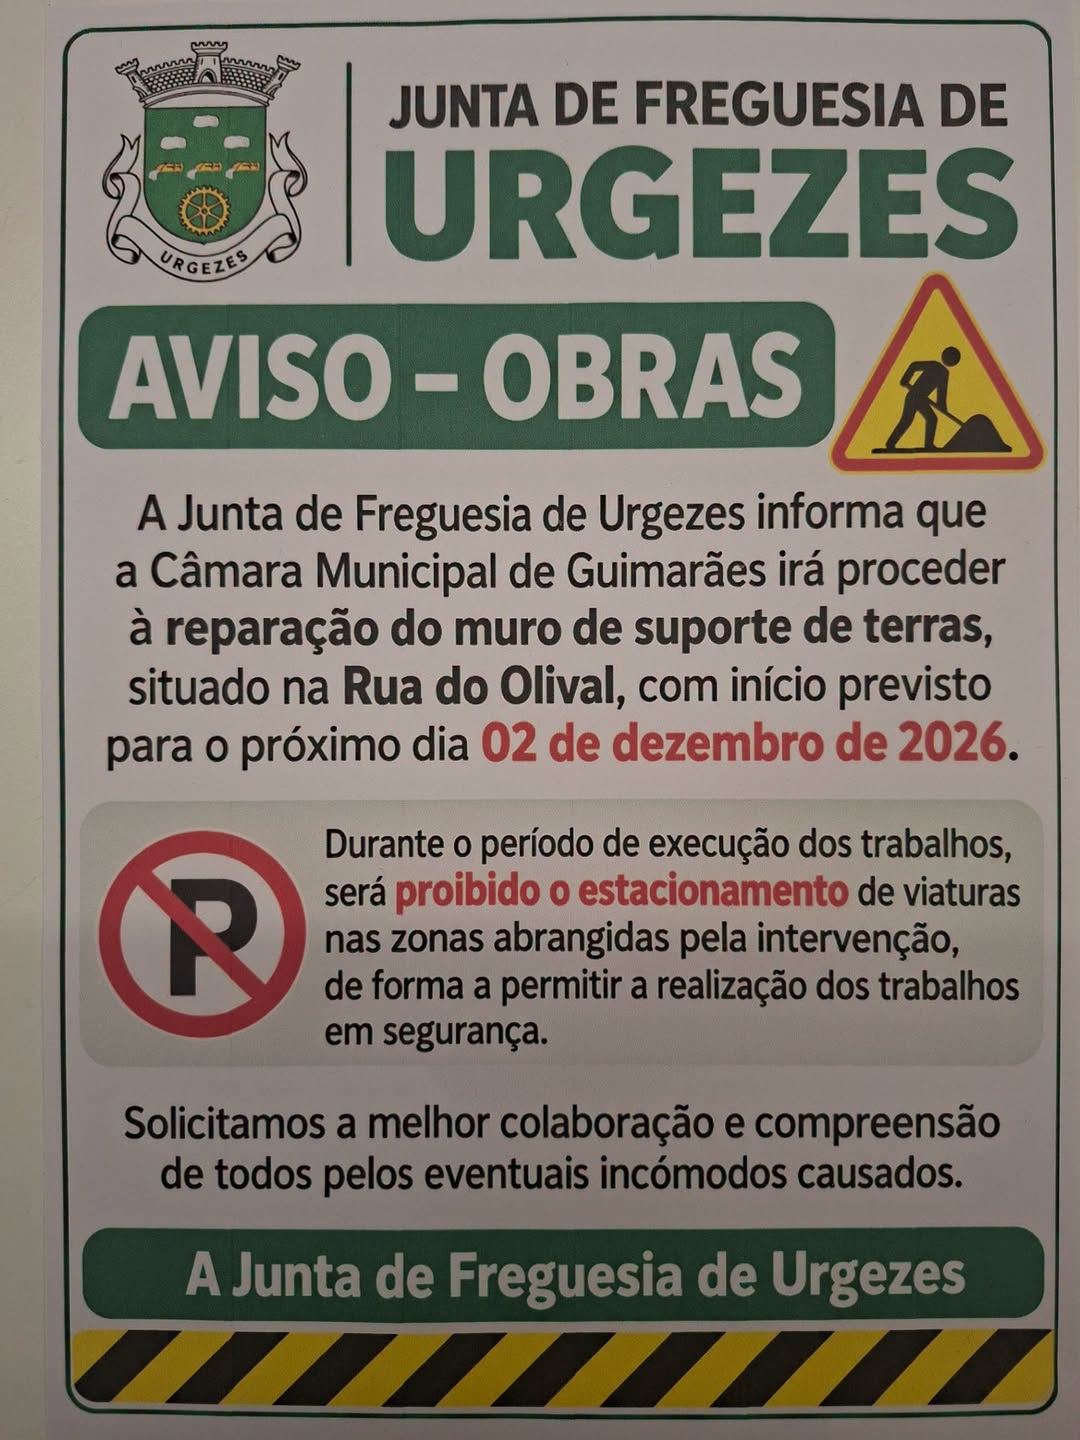 URGEZES
JUNTA DE FREGUESIA DE
URGEZES
AVISO - OBRAS
A Junta de Freguesia de Urgezes informa que
a Câmara Municipal de Guimarães irá proceder
à reparação do muro de suporte de terras,
situado na Rua do Olival, com início previsto
para o próximo dia 02 de dezembro de 2026.
P
Durante o período de execução dos trabalhos,
será proibido o estacionamento de viaturas
nas zonas abrangidas pela intervenção,
de forma a permitir a realização dos trabalhos
em segurança.
Solicitamos a melhor colaboração e compreensão
de todos pelos eventuais incómodos causados.
A Junta de Freguesia de Urgezes